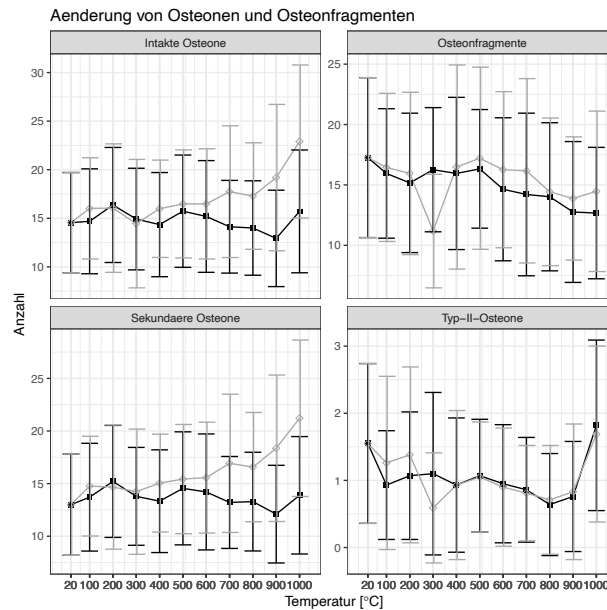 Aenderung von Osteonen und Osteonfragmenten
Intakte Osteone
Osteonfragmente
30
25
20
15
10
25
20
15
10
Anzahl
Sekundaere Osteone
Typ−II−Osteone
25
20
15
10
3
2
1
0
20 100 200 300 400 500 600 700 800 900 1000
20 100 200 300 400 500 600 700 800 900 1000
Temperatur [°C]